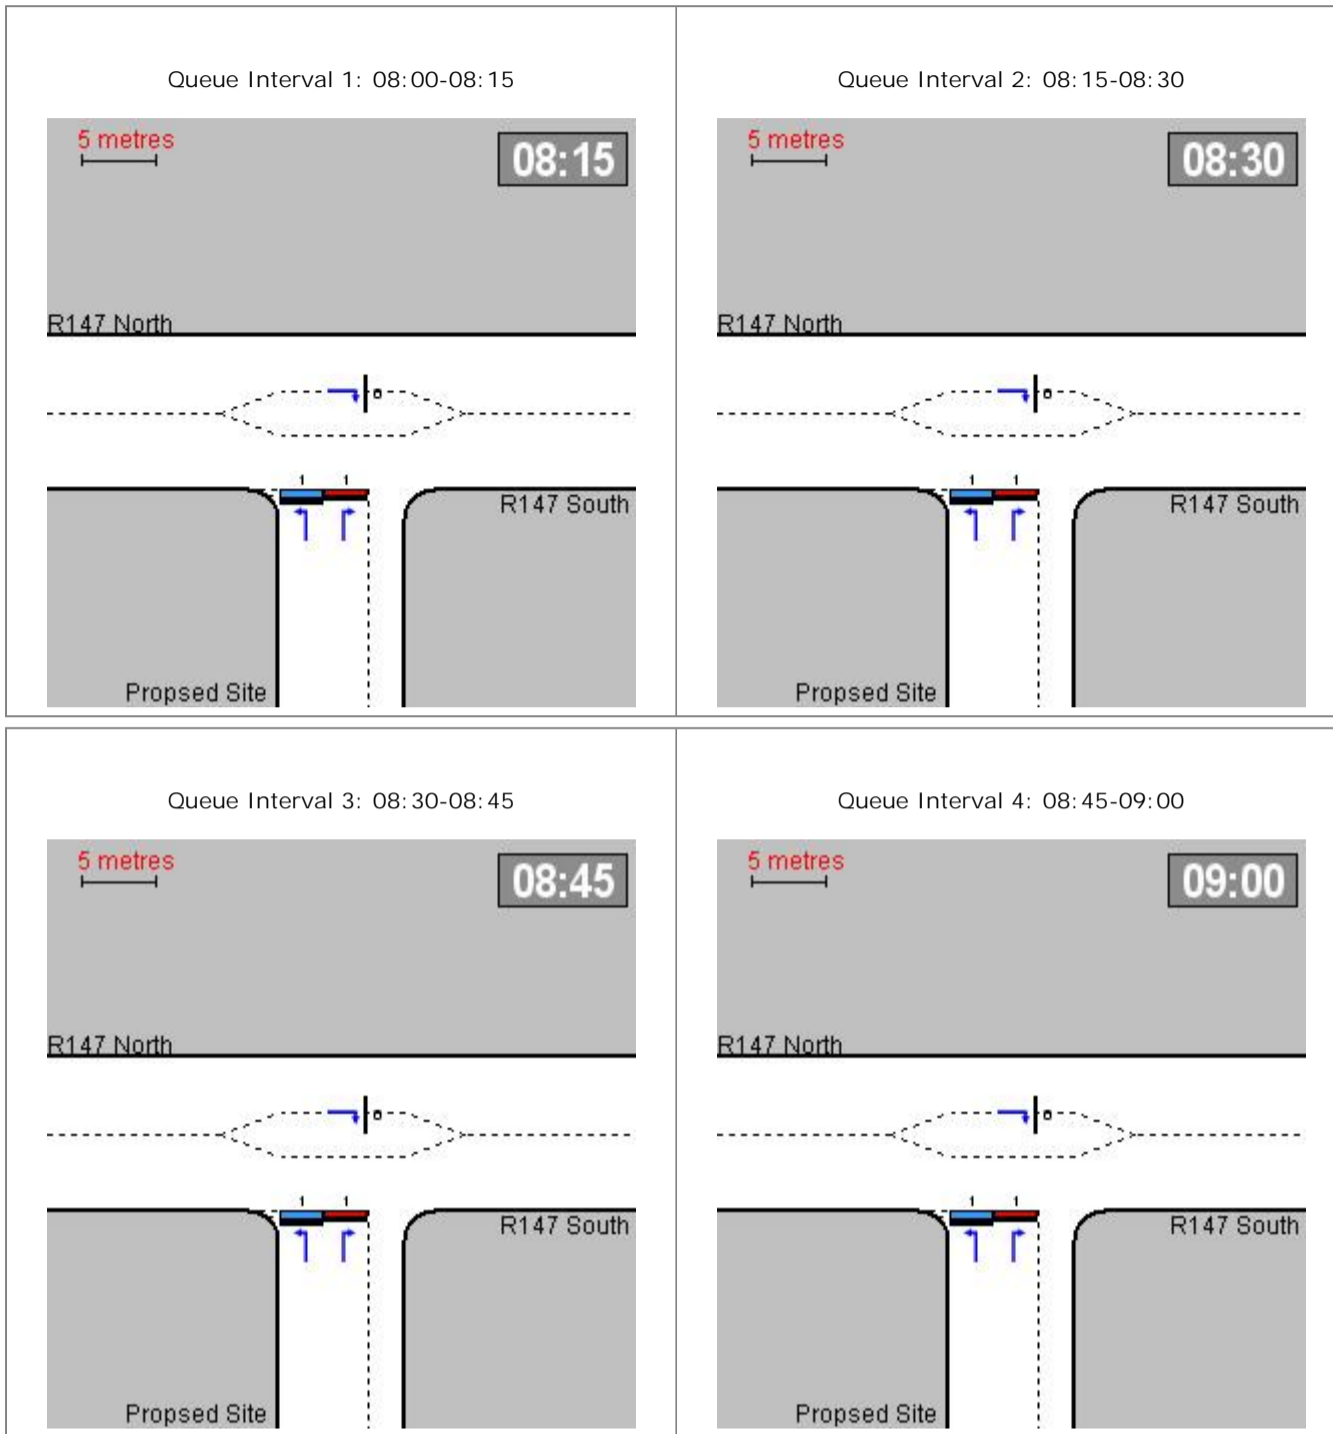 Queue Interval 1: 08:00-08:15
5 metres
08:15
R147 North
0
1 1
R147 South
Propsed Site
Queue Interval 2: 08:15-08:30
5 metres
08:30
R147 North
0
1 1
R147 South
Propsed Site
Queue Interval 3: 08:30-08:45
5 metres
08:45
R147 North
0
1 1
R147 South
Propsed Site
Queue Interval 4: 08:45-09:00
5 metres
09:00
R147 North
0
1 1
R147 South
Propsed Site